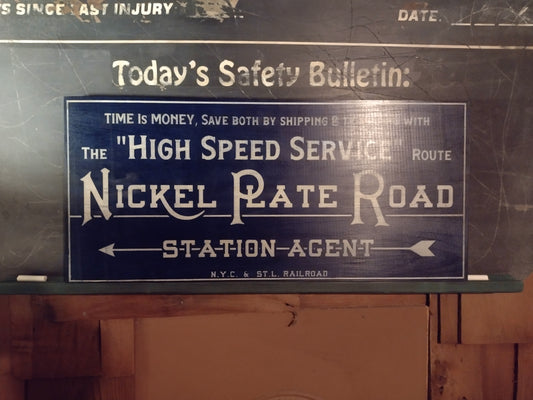 SINCE LAST INJURY
DATE
Today's Safety Bulletin:
TIME IS MONEY, SAVE BOTH BY SHIPPING & WITH
THE "HIGH SPEED SERVICE" ROUTE
NICKEL PLATE ROAD
STATION-AGENT
N.Y.C. & ST.L. RAILROAD